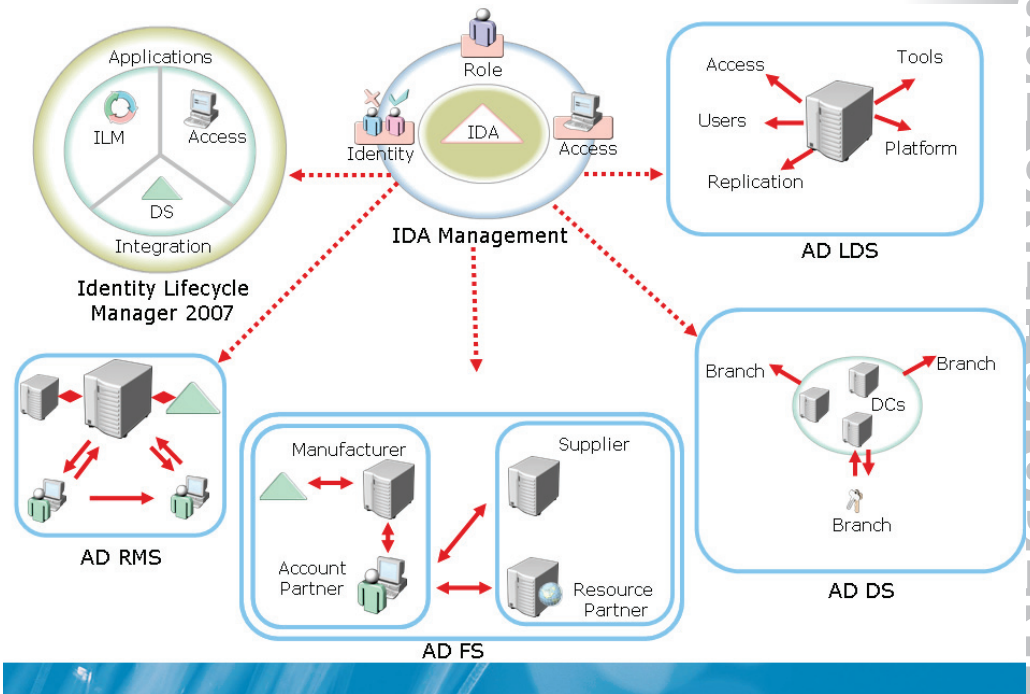 Applications
ILM
Access
DS
Integration
Identity Lifecycle
Manager 2007
Role
IDA
Identity
Access
IDA Management
Access
Tools
Users
Platform
Replication
AD LDS
AD RMS
Manufacturer
Supplier
Account
Partner
Resource
Partner
AD FS
Branch
Branch
DCs
Branch
AD DS